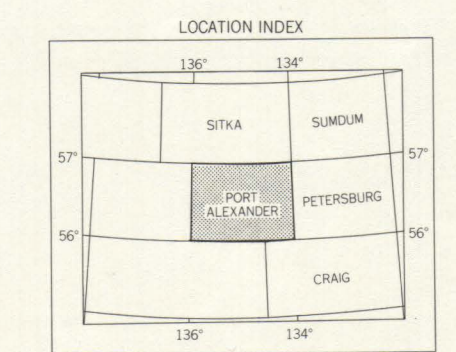 LOCATION INDEX
136° 134°
SITKA
SUMDUM
57° 57°
PORT
ALEXANDER
PETERSBURG
56° 56°
CRAIG
136° 134°